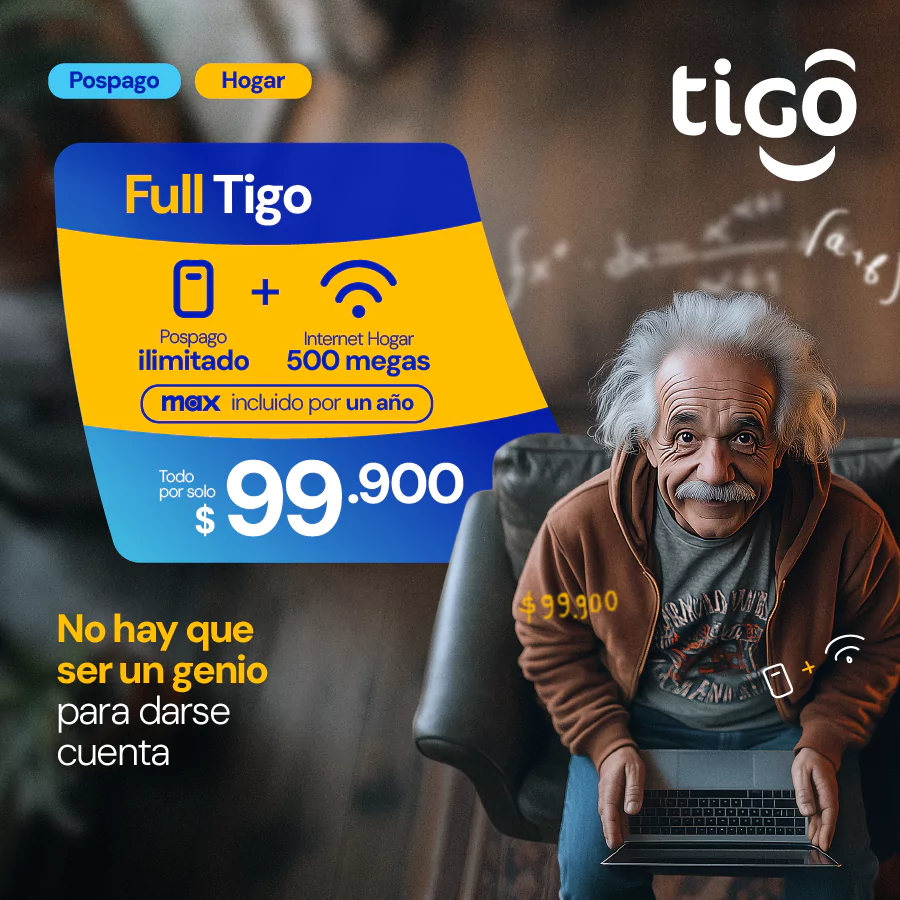 Pospago
Hogar
tigo
Full Tigo
+
Pospago
ilimitado
Internet Hogar
500 megas
max incluido por un año
Todo
por solo
$ 99.900
$99.900
+
No hay que
ser un genio
para darse
cuenta